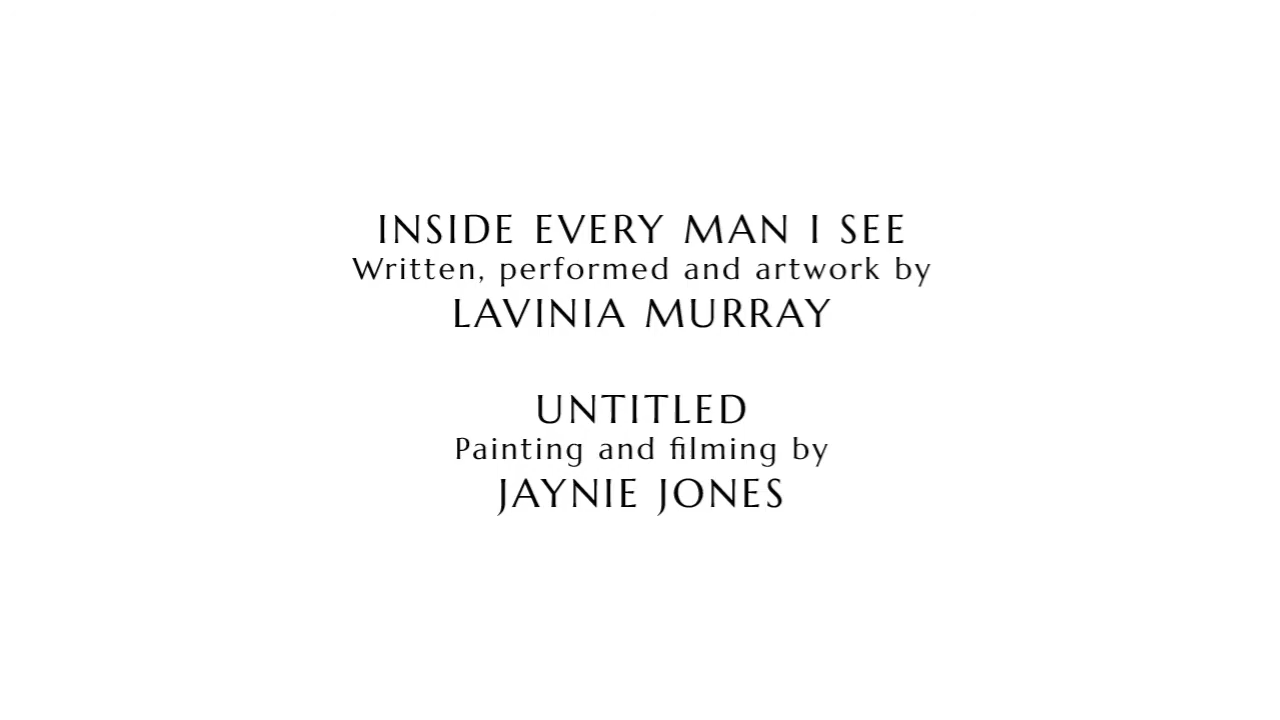 INSIDE EVERY MAN I SEE
Written, performed and artwork by
LAVINIA MURRAY
UNTITLED
Painting and filming by
JAYNIE JONES